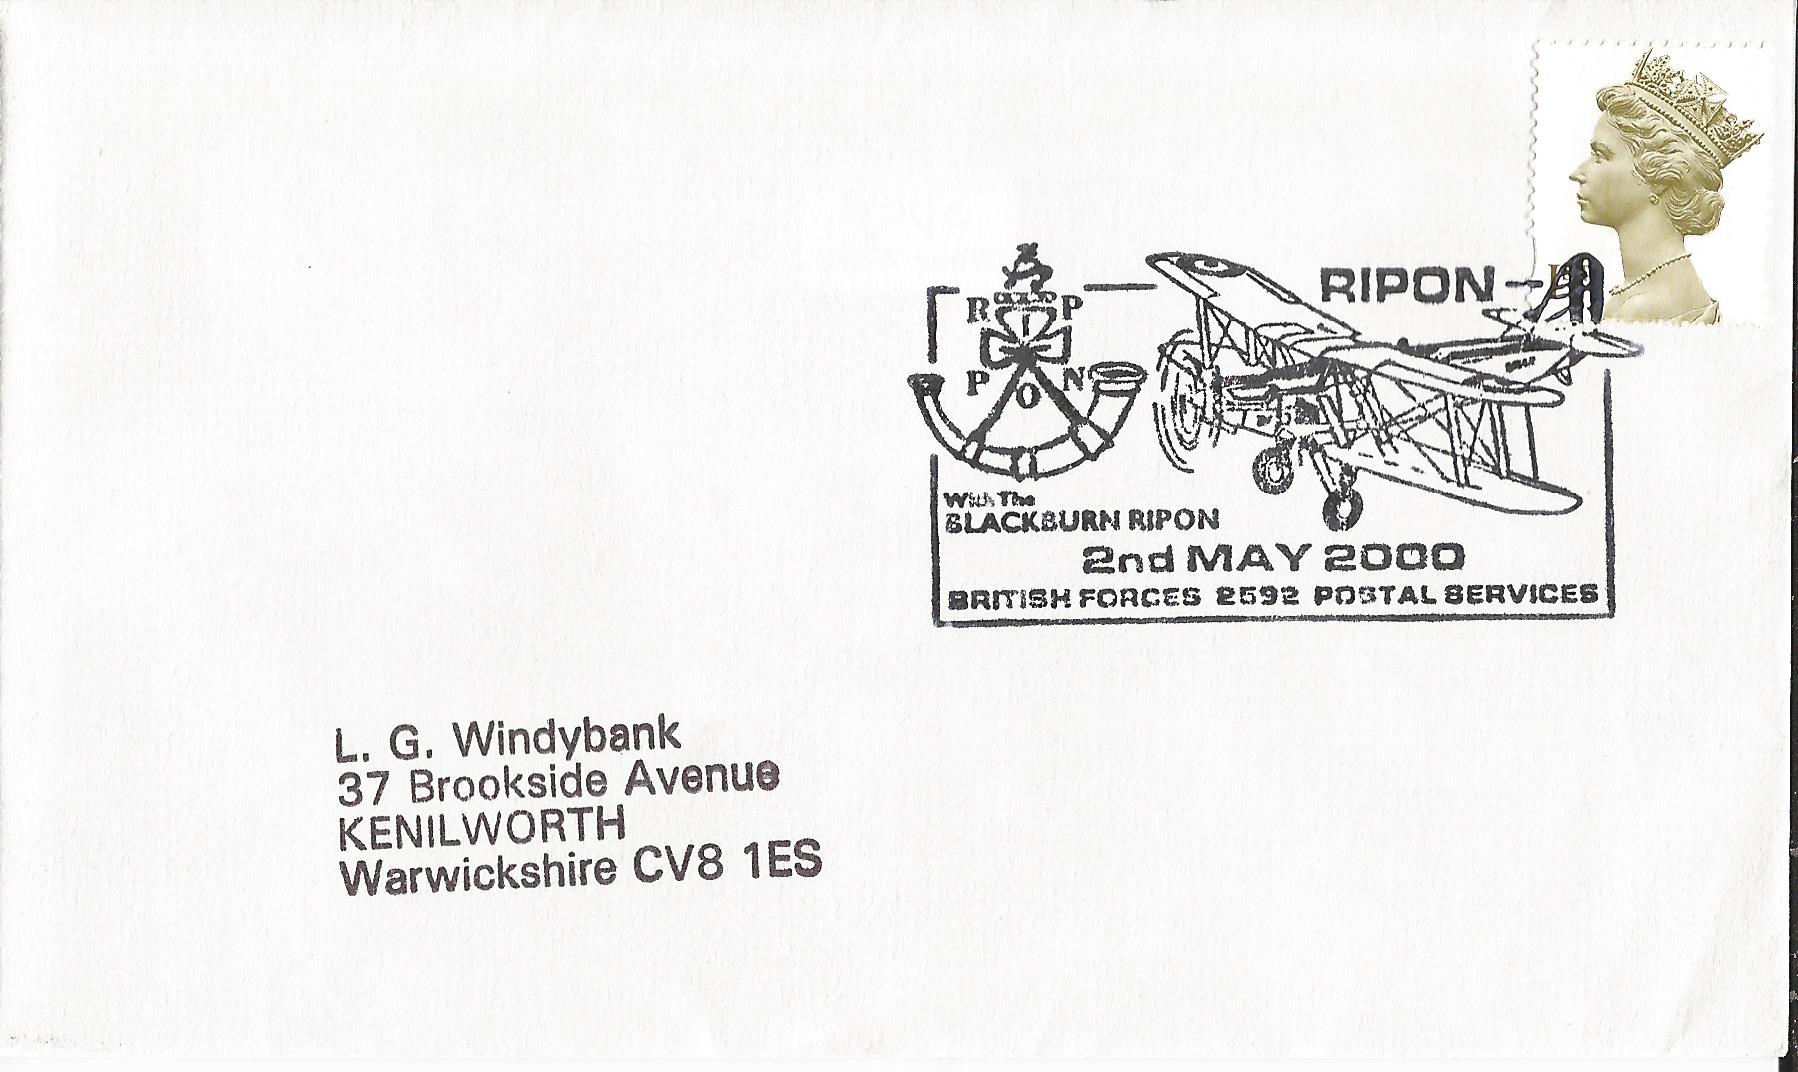 RIPON
R I P
P O N
With The
BLACKBURN RIPON
2nd MAY 2000
BRITISH FORCES 2592 POSTAL SERVICES
L. G. Windybank
37 Brookside Avenue
KENILWORTH
Warwickshire CV8 1ES